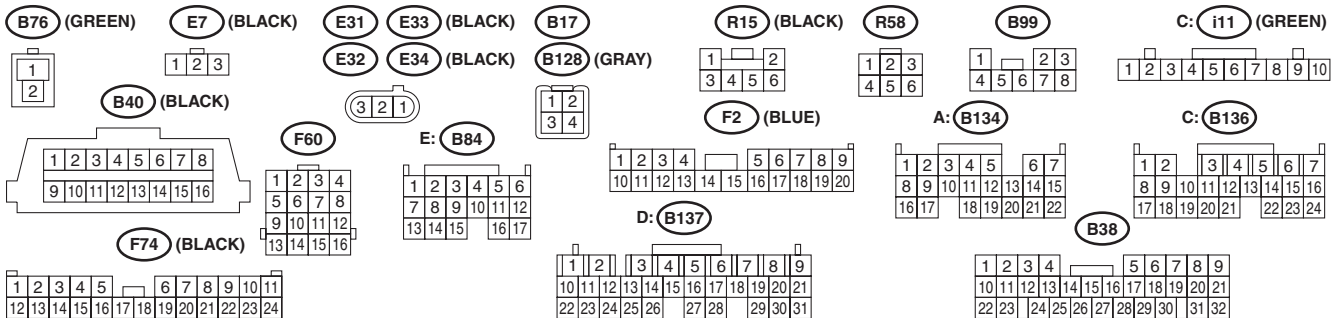 B76 (GREEN)
1
2
E7 (BLACK)
1 2 3
E31 E33 (BLACK)
E32 E34 (BLACK)
3 2 1
B17
B128 (GRAY)
1 2
3 4
R15 (BLACK)
1 2
3 4 5 6
R58
1 2 3
4 5 6
B99
1 2 3
4 5 6 7 8
C: i11 (GREEN)
1 2 3 4 5 6 7 8 9 10
B40 (BLACK)
1 2 3 4 5 6 7 8
9 10 11 12 13 14 15 16
F60
1 2 3 4
5 6 7 8
9 10 11 12
13 14 15 16
E: B84
1 2 3 4 5 6
7 8 9 10 11 12
13 14 15 16 17
F2 (BLUE)
1 2 3 4 5 6 7 8 9
10 11 12 13 14 15 16 17 18 19 20
A: B134
1 2 3 4 5 6 7
8 9 10 11 12 13 14 15
16 17 18 19 20 21 22
C: B136
1 2 3 4 5 6 7
8 9 10 11 12 13 14 15 16
17 18 19 20 21 22 23 24
F74 (BLACK)
1 2 3 4 5 6 7 8 9 10 11
12 13 14 15 16 17 18 19 20 21 22 23 24
D: B137
1 2 3 4 5 6 7 8 9
10 11 12 13 14 15 16 17 18 19 20 21
22 23 24 25 26 27 28 29 30 31
B38
1 2 3 4 5 6 7 8 9
10 11 12 13 14 15 16 17 18 19 20 21
22 23 24 25 26 27 28 29 30 31 32